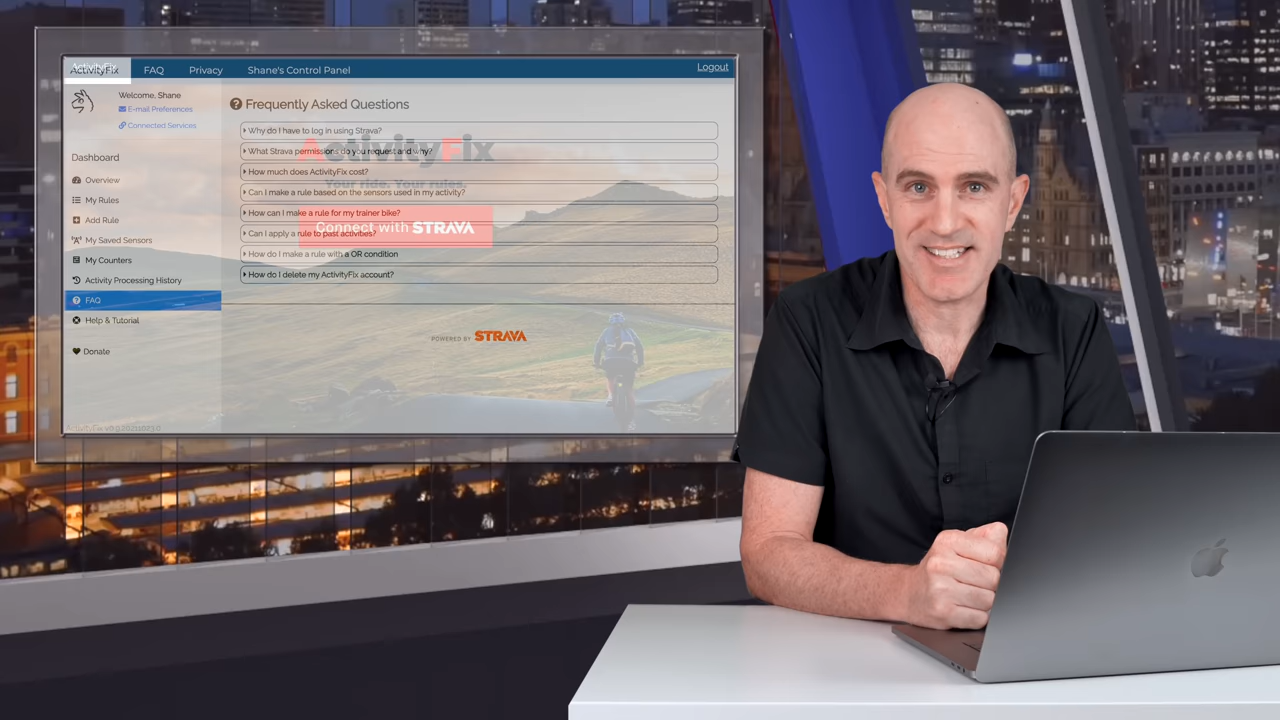 ActivityFix
FAQ
Privacy
Shane's Control Panel
Logout
Welcome, Shane
E-mail Preferences
Connected Services
Dashboard
Overview
My Rules
Add Rule
My Saved Sensors
My Counters
Activity Processing History
FAQ
Help & Tutorial
Donate
Frequently Asked Questions
Why do I have to log in using Strava?
What Strava permissions do you request and why?
How much does ActivityFix cost?
Can I make a rule based on the sensors used in my activity?
How can I make a rule for my trainer bike?
Can I apply a rule to past activities?
How do I make a rule with a OR condition
How do I delete my ActivityFix account?
ActivityFix
Your ride. Your rules.
Connect with STRAVA
POWERED BY STRAVA